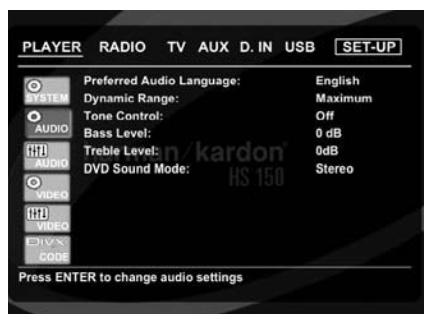 PLAYER RADIO TV AUX D. IN USB SET-UP
SYSTEM
AUDIO
AUDIO
VIDEO
VIDEO
DIVX
CODE
Preferred Audio Language: English
Dynamic Range: Maximum
Tone Control: Off
Bass Level: 0 dB
Treble Level: 0dB
DVD Sound Mode: Stereo
harman/kardon
HS 150
Press ENTER to change audio settings